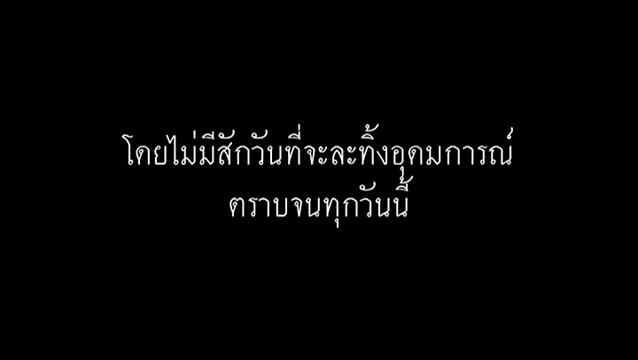 โดยไม่มีสักวันที่จะละทิ้งอุดมการณ์
ตราบจนทุกวันนี้